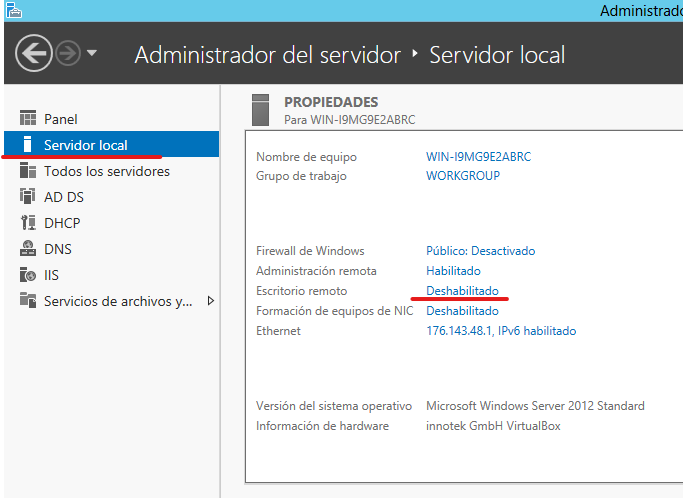 Administrado
Administrador del servidor ‣ Servidor local
Panel
Servidor local
Todos los servidores
AD DS
DHCP
DNS
IIS
Servicios de archivos y...
PROPIEDADES
Para WIN-I9MG9E2ABRC
Nombre de equipo WIN-I9MG9E2ABRC
Grupo de trabajo WORKGROUP
Firewall de Windows Público: Desactivado
Administración remota Habilitado
Escritorio remoto Deshabilitado
Formación de equipos de NIC Deshabilitado
Ethernet 176.143.48.1, IPv6 habilitado
Versión del sistema operativo Microsoft Windows Server 2012 Standard
Información de hardware innotek GmbH VirtualBox